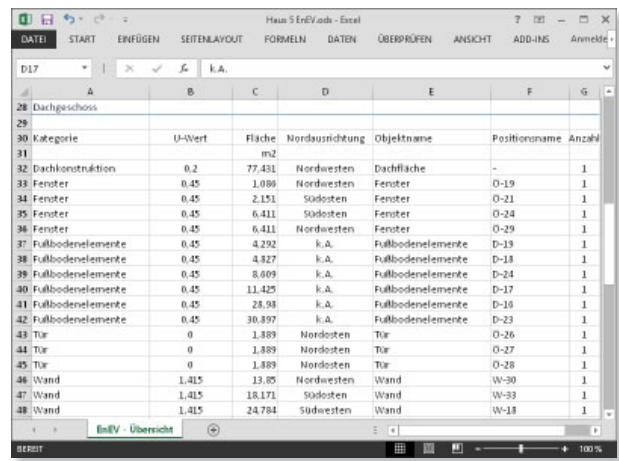 Haus 5 EnEV.ods - Excel
DATEI START EINFÜGEN SEITENLAYOUT FORMELN DATEN ÜBERPRÜFEN ANSICHT ADD-INS Anmelde
D17 fx k.A.
A B C D E F G
28 Dachgeschoss
29
30 Kategorie U-Wert Fläche Nordausrichtung Objektname Positionsname Anzahl
31 m2
32 Dachkonstruktion 0,2 77,431 Nordwesten Dachfläche - 1
33 Fenster 0,45 1,086 Nordwesten Fenster O-19 1
34 Fenster 0,45 2,151 Südosten Fenster O-21 1
35 Fenster 0,45 6,411 Südosten Fenster O-24 1
36 Fenster 0,45 6,411 Nordwesten Fenster O-29 1
37 Fußbodenelemente 0,45 4,292 k.A. Fußbodenelemente D-19 1
38 Fußbodenelemente 0,45 4,827 k.A. Fußbodenelemente D-18 1
39 Fußbodenelemente 0,45 8,609 k.A. Fußbodenelemente D-24 1
40 Fußbodenelemente 0,45 11,425 k.A. Fußbodenelemente D-17 1
41 Fußbodenelemente 0,45 28,98 k.A. Fußbodenelemente D-16 1
42 Fußbodenelemente 0,45 30,897 k.A. Fußbodenelemente D-23 1
43 Tür 0 1,889 Nordosten Tür O-26 1
44 Tür 0 1,889 Nordosten Tür O-27 1
45 Tür 0 1,889 Nordosten Tür O-28 1
46 Wand 1,415 13,85 Nordwesten Wand W-30 1
47 Wand 1,415 18,171 Südosten Wand W-33 1
48 Wand 1,415 24,784 Südwesten Wand W-18 1
EnEV - Übersicht
BEREIT 100 %